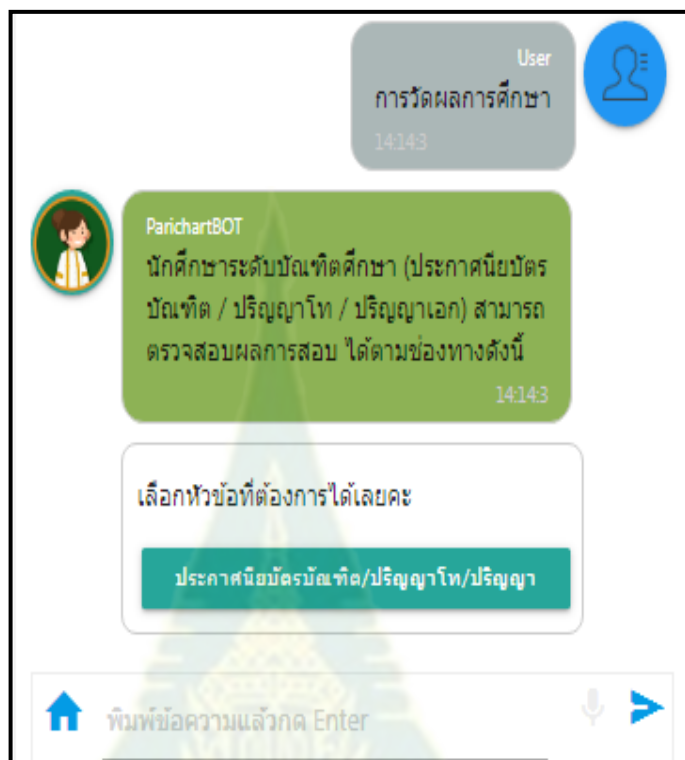 User
การวัดผลการศึกษา
14:14:3
ParichartBOT
นักศึกษาระดับบัณฑิตศึกษา (ประกาศนียบัตร
บัณฑิต / ปริญญาโท / ปริญญาเอก) สามารถ
ตรวจสอบผลการสอบ ได้ตามช่องทางดังนี้
14:14:3
เลือกหัวข้อที่ต้องการได้เลยคะ
ประกาศนียบัตรบัณฑิต/ปริญญาโท/ปริญญา
พิมพ์ข้อความแล้วกด Enter